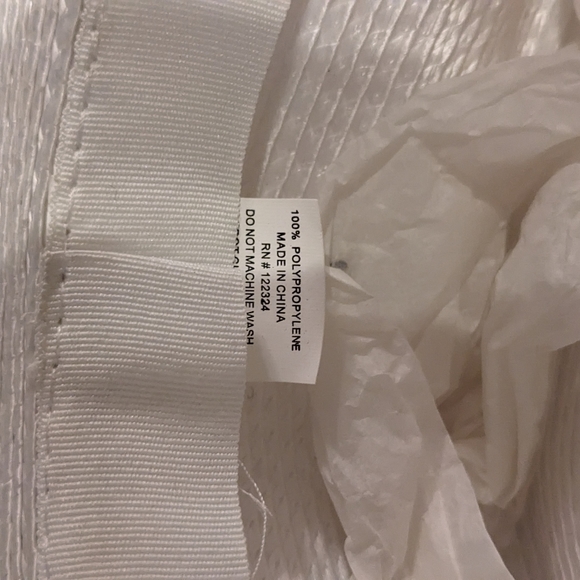 100% POLYPROPYLENE
MADE IN CHINA
RN # 122324
DO NOT MACHINE WASH